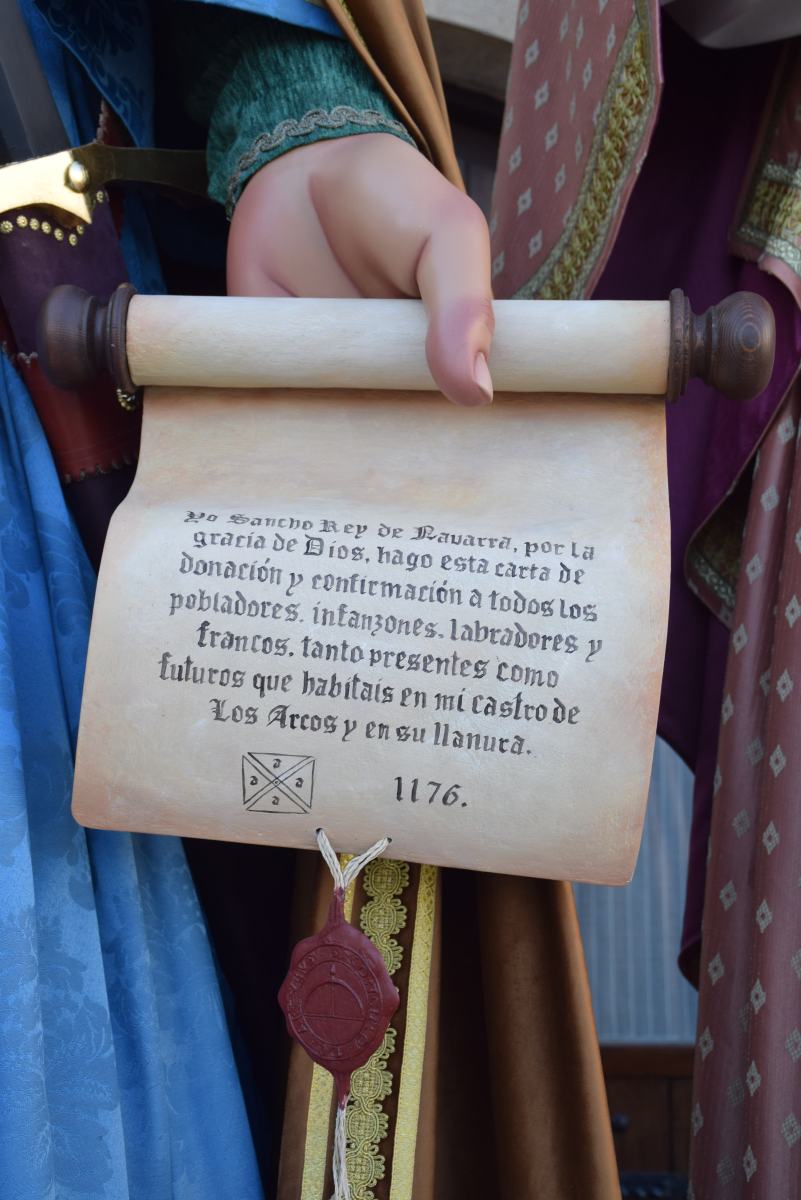 Yo Sancho Rey de Navarra, por la
gracia de Dios, hago esta carta de
donación y confirmación a todos los
pobladores. infanzones. labradores y
francos. tanto presentes como
futuros que habitais en mi castro de
Los Arcos y en su llanura.
a
a a
a
1176.